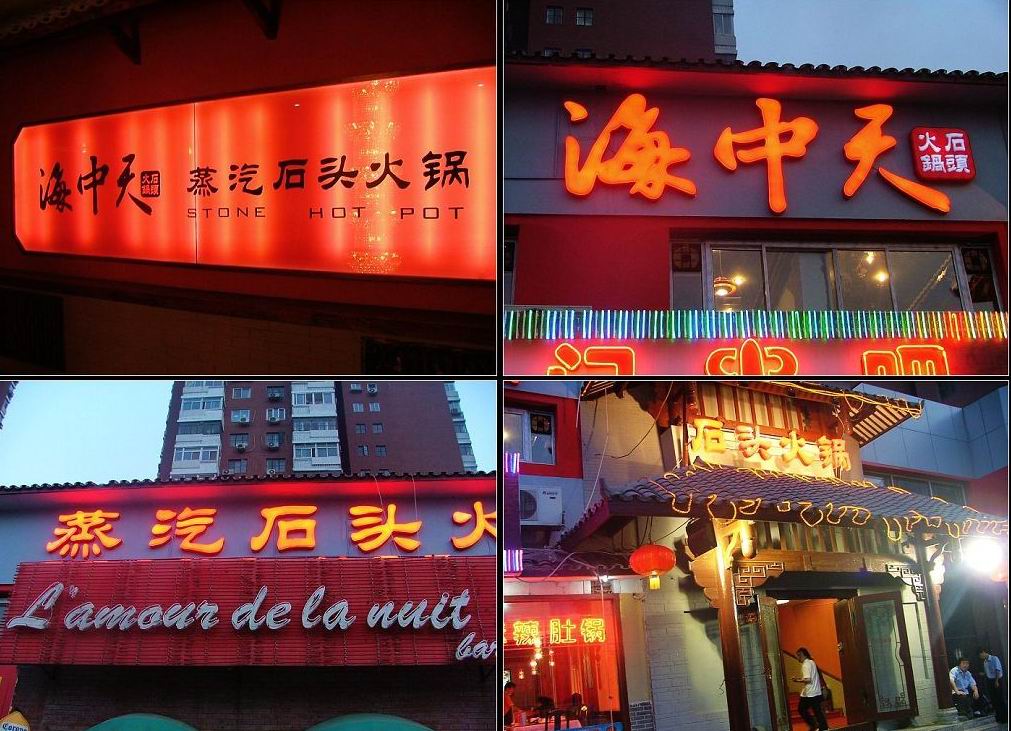 海中天
石頭
火鍋
蒸汽石头火锅
STONE HOT POT
海中天
石頭
火鍋
蒸汽石头火
L'amour de la nuit
bar
Corona
石头火锅
辣肚锅